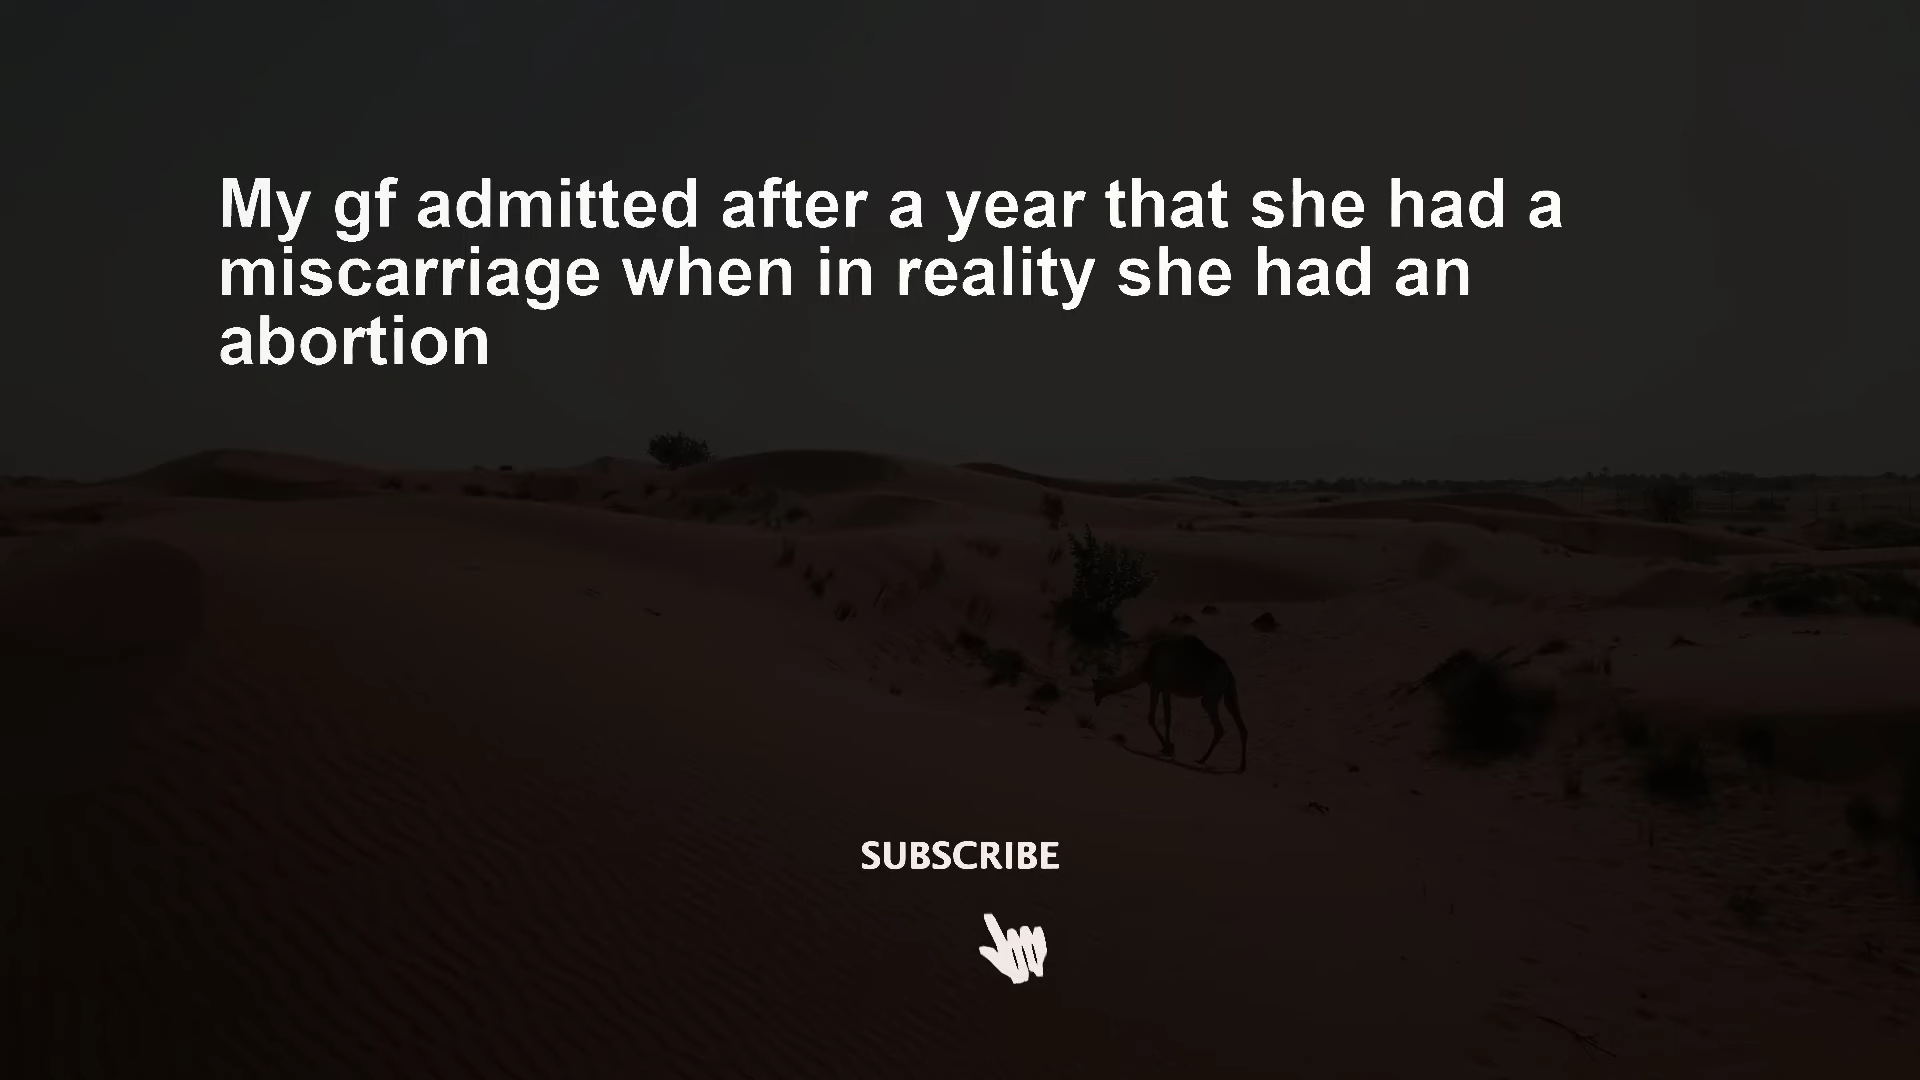 My gf admitted after a year that she had a
miscarriage when in reality she had an
abortion
SUBSCRIBE